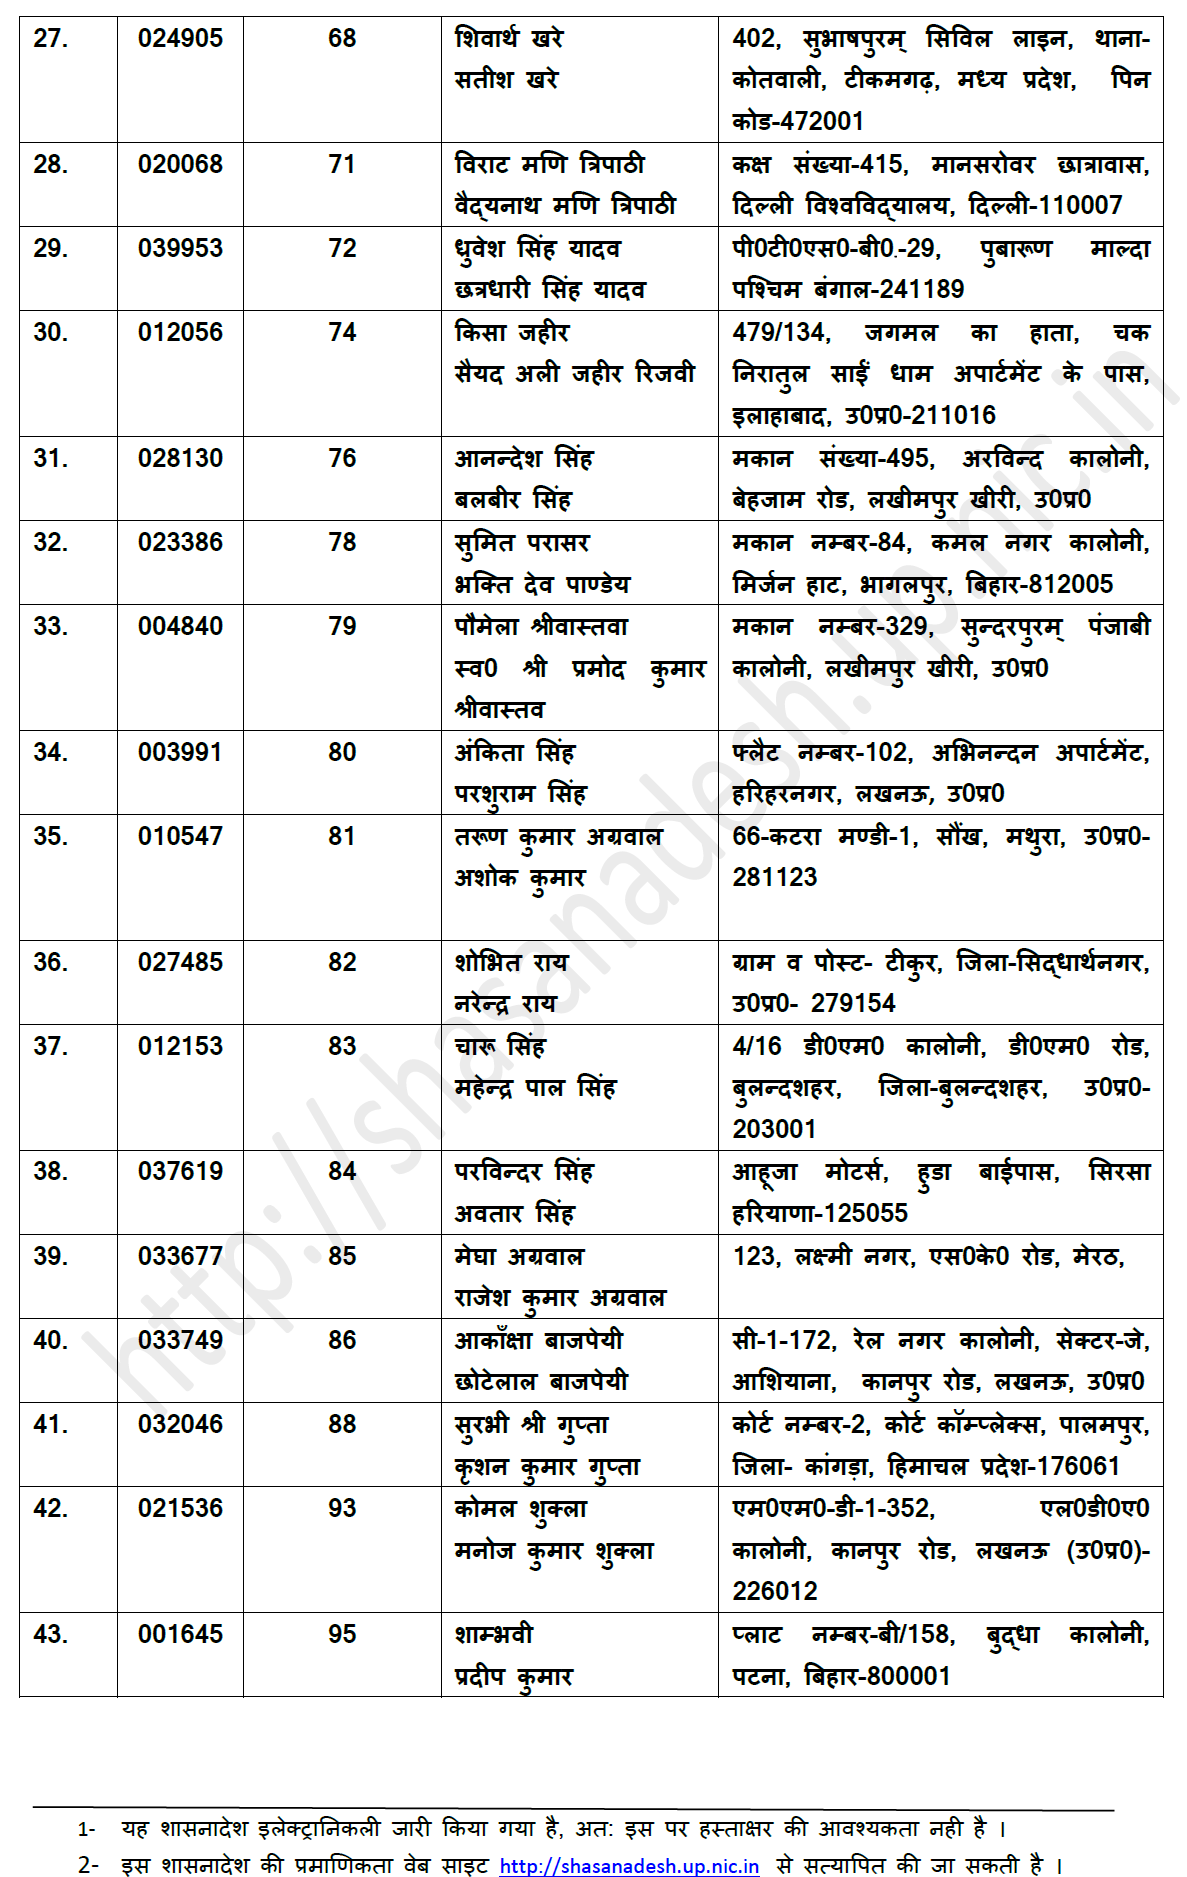 27. 024905 68 शिवार्थ खरे 402, सुभाषपुरम् सिविल लाइन, थाना-
सतीश खरे कोतवाली, टीकमगढ़, मध्य प्रदेश, पिन
कोड-472001
28. 020068 71 विराट मणि त्रिपाठी कक्ष संख्या-415, मानसरोवर छात्रावास,
वैद्यनाथ मणि त्रिपाठी दिल्ली विश्वविद्यालय, दिल्ली-110007
29. 039953 72 ध्रुवेश सिंह यादव पी0टी0एस0-बी0.-29, पुबारूण माल्दा
छत्रधारी सिंह यादव पश्चिम बंगाल-241189
30. 012056 74 किसा जहीर 479/134, जगमल का हाता, चक
सैयद अली जहीर रिजवी निरातुल साईं धाम अपार्टमेंट के पास,
इलाहाबाद, उ0प्र0-211016
31. 028130 76 आनन्देश सिंह मकान संख्या-495, अरविन्द कालोनी,
बलबीर सिंह बेहजाम रोड, लखीमपुर खीरी, उ0प्र0
32. 023386 78 सुमित परासर मकान नम्बर-84, कमल नगर कालोनी,
भक्ति देव पाण्डेय मिर्जन हाट, भागलपुर, बिहार-812005
33. 004840 79 पौमेला श्रीवास्तवा मकान नम्बर-329, सुन्दरपुरम् पंजाबी
स्व0 श्री प्रमोद कुमार कालोनी, लखीमपुर खीरी, उ0प्र0
श्रीवास्तव
34. 003991 80 अंकिता सिंह फ्लैट नम्बर-102, अभिनन्दन अपार्टमेंट,
परशुराम सिंह हरिहरनगर, लखनऊ, उ0प्र0
35. 010547 81 तरूण कुमार अग्रवाल 66-कटरा मण्डी-1, सौंख, मथुरा, उ0प्र0-
अशोक कुमार 281123
36. 027485 82 शोभित राय ग्राम व पोस्ट- टीकुर, जिला-सिद्धार्थनगर,
नरेन्द्र राय उ0प्र0- 279154
37. 012153 83 चारू सिंह 4/16 डी0एम0 कालोनी, डी0एम0 रोड,
महेन्द्र पाल सिंह बुलन्दशहर, जिला-बुलन्दशहर, उ0प्र0-
203001
38. 037619 84 परविन्दर सिंह आहूजा मोटर्स, हुडा बाईपास, सिरसा
अवतार सिंह हरियाणा-125055
39. 033677 85 मेघा अग्रवाल 123, लक्ष्मी नगर, एस0के0 रोड, मेरठ,
राजेश कुमार अग्रवाल
40. 033749 86 आकाँक्षा बाजपेयी सी-1-172, रेल नगर कालोनी, सेक्टर-जे,
छोटेलाल बाजपेयी आशियाना, कानपुर रोड, लखनऊ, उ0प्र0
41. 032046 88 सुरभी श्री गुप्ता कोर्ट नम्बर-2, कोर्ट कॉम्प्लेक्स, पालमपुर,
कृशन कुमार गुप्ता जिला- कांगड़ा, हिमाचल प्रदेश-176061
42. 021536 93 कोमल शुक्ला एम0एम0-डी-1-352, एल0डी0ए0
मनोज कुमार शुक्ला कालोनी, कानपुर रोड, लखनऊ (उ0प्र0)-
226012
43. 001645 95 शाम्भवी प्लाट नम्बर-बी/158, बुद्धा कालोनी,
प्रदीप कुमार पटना, बिहार-800001
http://shasanadesh.up.nic.in
1- यह शासनादेश इलेक्ट्रानिकली जारी किया गया है, अत: इस पर हस्ताक्षर की आवश्यकता नही है ।
2- इस शासनादेश की प्रमाणिकता वेब साइट http://shasanadesh.up.nic.in से सत्यापित की जा सकती है ।